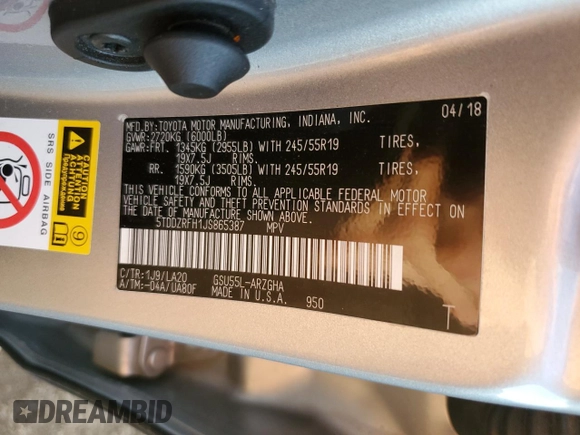 MFD.BY:TOYOTA MOTOR MANUFACTURING, INDIANA, INC. 04/18
GVWR:2720KG (6000LB)
GAWR:FRT. 1345KG (2955LB) WITH 245/55R19 TIRES,
19X7.5J RIMS.
RR. 1590KG (3505LB) WITH 245/55R19 TIRES,
19X7.5J RIMS.
THIS VEHICLE CONFORMS TO ALL APPLICABLE FEDERAL MOTOR
VEHICLE SAFETY AND THEFT PREVENTION STANDARDS IN EFFECT ON
THE DATE OF MANUFACTURE SHOWN ABOVE.
5TDDZRFH1JS865387 MPV
C/TR:1J9/LA20 GSU55L-ARZGHA
A/TM:-04A/UA80F MADE IN U.S.A. 950
T
SRS SIDE AIRBAG
9
DREAMBID